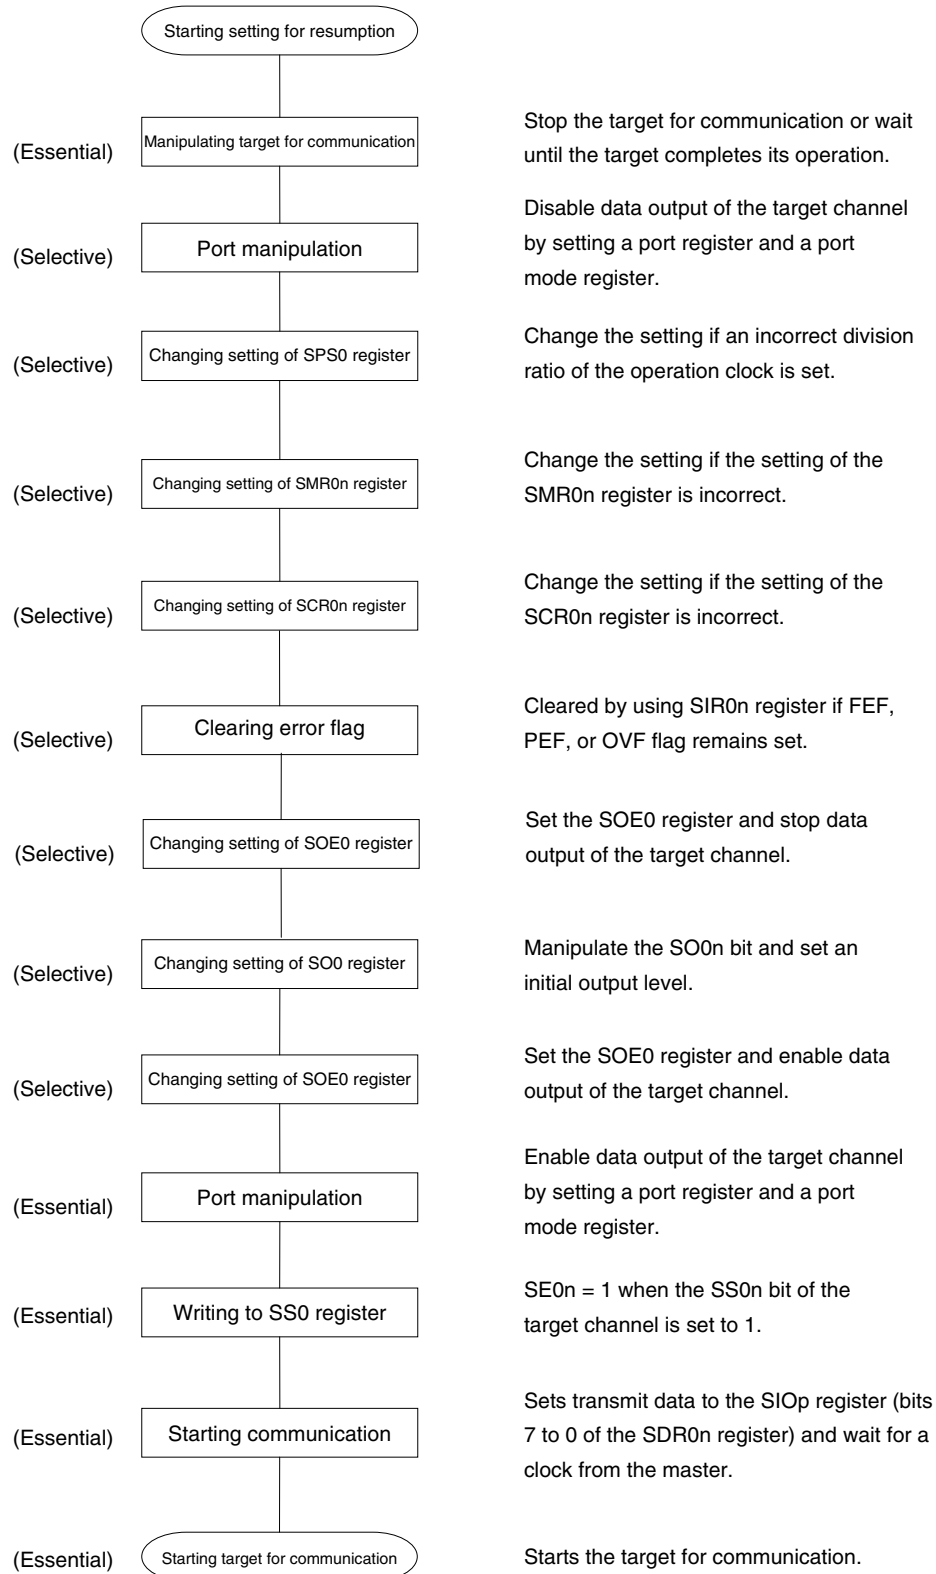 Starting setting for resumption
(Essential)
Manipulating target for communication
Stop the target for communication or wait
until the target completes its operation.
(Selective)
Port manipulation
Disable data output of the target channel
by setting a port register and a port
mode register.
(Selective)
Changing setting of SPS0 register
Change the setting if an incorrect division
ratio of the operation clock is set.
(Selective)
Changing setting of SMR0n register
Change the setting if the setting of the
SMR0n register is incorrect.
(Selective)
Changing setting of SCR0n register
Change the setting if the setting of the
SCR0n register is incorrect.
(Selective)
Clearing error flag
Cleared by using SIR0n register if FEF,
PEF, or OVF flag remains set.
(Selective)
Changing setting of SOE0 register
Set the SOE0 register and stop data
output of the target channel.
(Selective)
Changing setting of SO0 register
Manipulate the SO0n bit and set an
initial output level.
(Selective)
Changing setting of SOE0 register
Set the SOE0 register and enable data
output of the target channel.
(Essential)
Port manipulation
Enable data output of the target channel
by setting a port register and a port
mode register.
(Essential)
Writing to SS0 register
SE0n = 1 when the SS0n bit of the
target channel is set to 1.
(Essential)
Starting communication
Sets transmit data to the SIOp register (bits
7 to 0 of the SDR0n register) and wait for a
clock from the master.
(Essential)
Starting target for communication
Starts the target for communication.